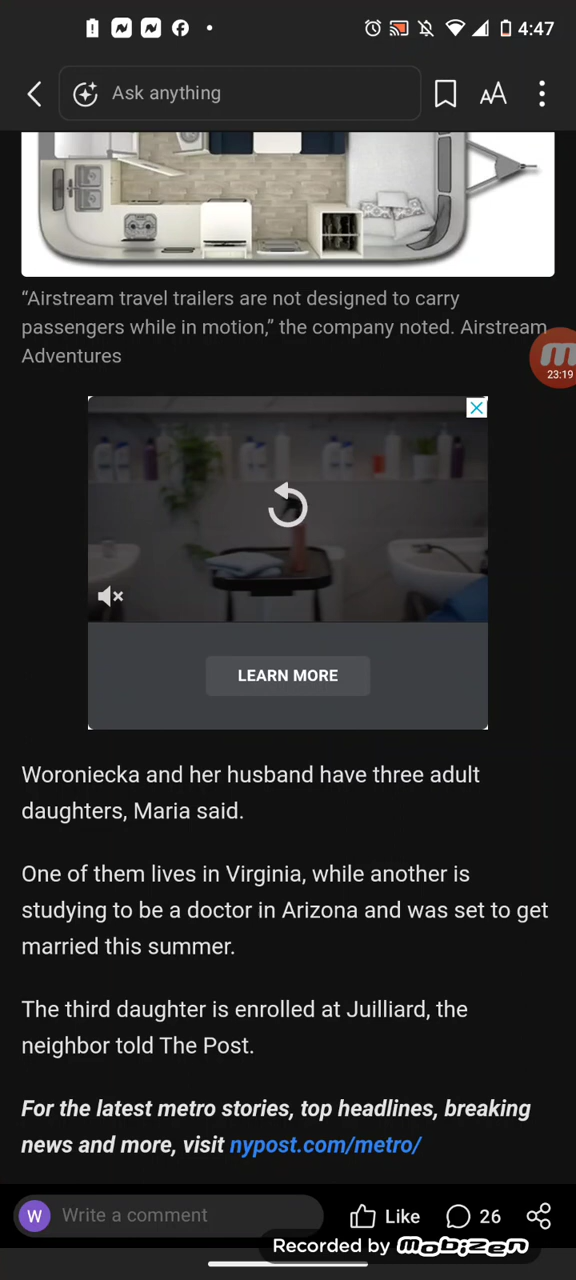 4:47
Ask anything
AA
“Airstream travel trailers are not designed to carry
passengers while in motion,” the company noted. Airstream
Adventures
23:19
LEARN MORE
Woroniecka and her husband have three adult
daughters, Maria said.
One of them lives in Virginia, while another is
studying to be a doctor in Arizona and was set to get
married this summer.
The third daughter is enrolled at Juilliard, the
neighbor told The Post.
For the latest metro stories, top headlines, breaking
news and more, visit nypost.com/metro/
W Write a comment Like 26
Recorded by mobizen